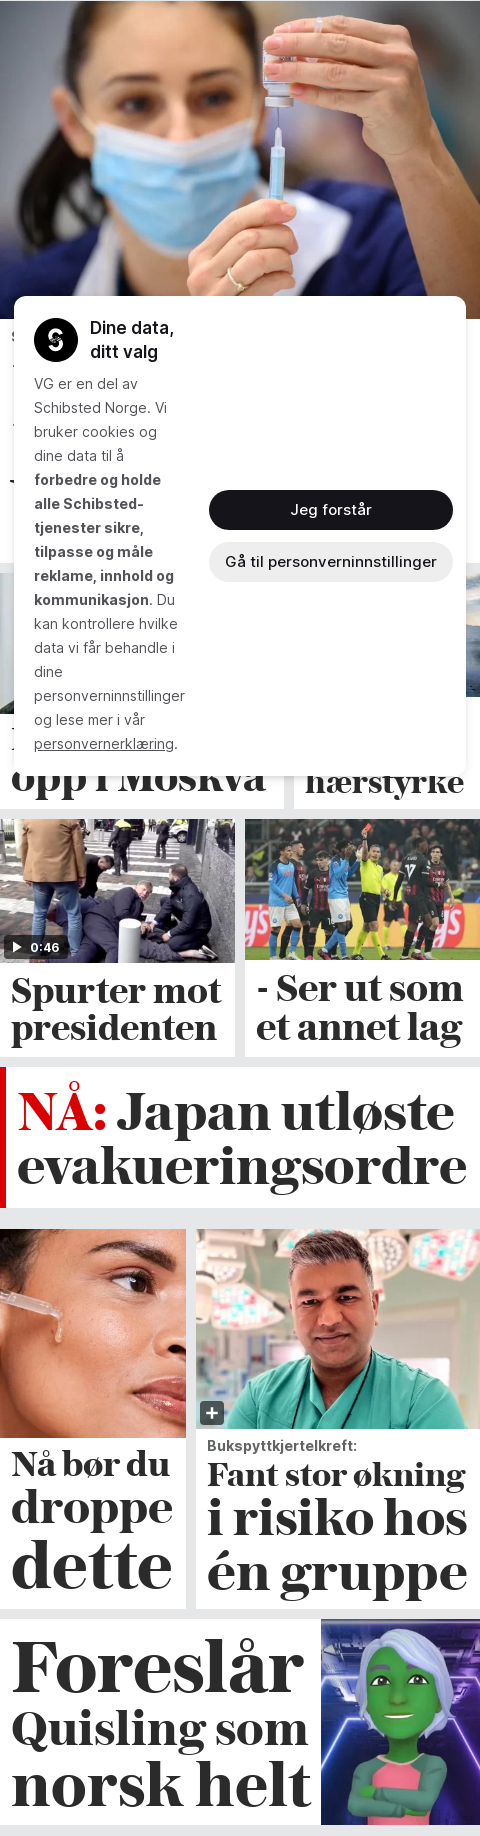 Dine data,
ditt valg
VG er en del av
Schibsted Norge. Vi
bruker cookies og
dine data til å
forbedre og holde
alle Schibsted-
tjenester sikre,
tilpasse og måle
reklame, innhold og
kommunikasjon. Du
kan kontrollere hvilke
data vi får behandle i
dine
personverninnstillinger
og lese mer i vår
personvernerklæring.
Jeg forstår
Gå til personverninnstillinger
opp i Moskva
hærstyrke
0:46
Spurter mot
presidenten
- Ser ut som
et annet lag
NÅ: Japan utløste
evakueringsordre
Nå bør du
droppe
dette
Bukspyttkjertelkreft:
Fant stor økning
i risiko hos
én gruppe
Foreslår
Quisling som
norsk helt